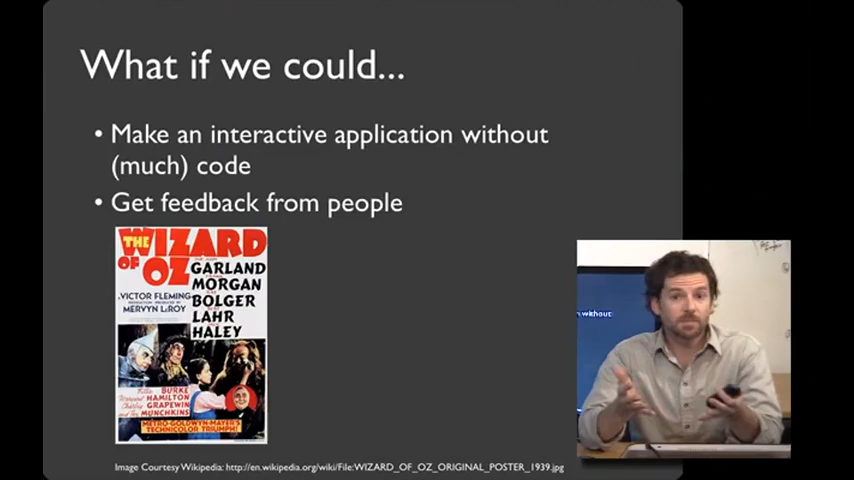 What if we could...
• Make an interactive application without
(much) code
• Get feedback from people
THE
WIZARD
OF OZ
GARLAND
MORGAN
BOLGER
LAHR
HALEY
VICTOR FLEMING
MERVYN LeROY
BURKE
HAMILTON
GRAPEWIN
MUNCHKINS
METRO-GOLDWYN-MAYER'S
TECHNICOLOR TRIUMPH!
without
Image Courtesy Wikipedia: http://en.wikipedia.org/wiki/File:WIZARD_OF_OZ_ORIGINAL_POSTER_1939.jpg